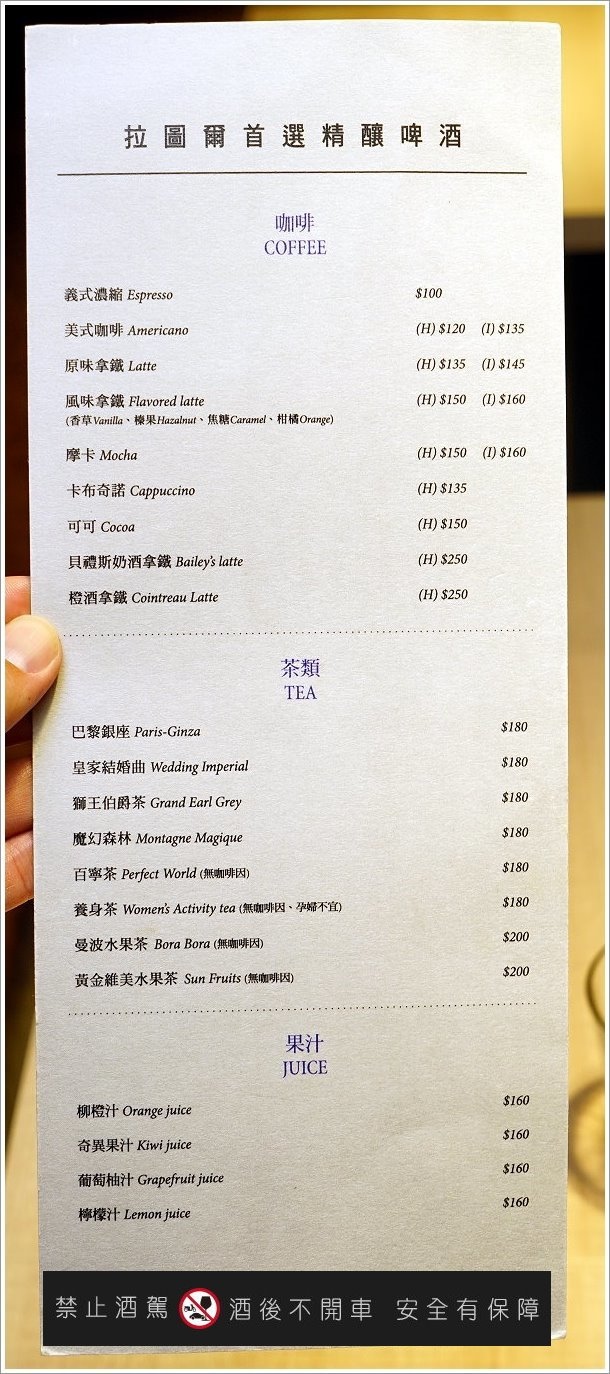 拉圖爾首選精釀啤酒
咖啡
COFFEE
義式濃縮 Espresso $100
美式咖啡 Americano (H) $120 (I) $135
原味拿鐵 Latte (H) $135 (I) $145
風味拿鐵 Flavored latte (H) $150 (I) $160
(香草Vanilla、榛果Hazalnut、焦糖Caramel、柑橘Orange)
摩卡 Mocha (H) $150 (I) $160
卡布奇諾 Cappuccino (H) $135
可可 Cocoa (H) $150
貝禮斯奶酒拿鐵 Bailey's latte (H) $250
橙酒拿鐵 Cointreau Latte (H) $250
茶類
TEA
巴黎銀座 Paris-Ginza $180
皇家結婚曲 Wedding Imperial $180
獅王伯爵茶 Grand Earl Grey $180
魔幻森林 Montagne Magique $180
百寧茶 Perfect World (無咖啡因) $180
養身茶 Women's Activity tea (無咖啡因、孕婦不宜) $180
曼波水果茶 Bora Bora (無咖啡因) $200
黃金維美水果茶 Sun Fruits (無咖啡因) $200
果汁
JUICE
柳橙汁 Orange juice $160
奇異果汁 Kiwi juice $160
葡萄柚汁 Grapefruit juice $160
檸檬汁 Lemon juice $160
禁止酒駕 酒後不開車 安全有保障